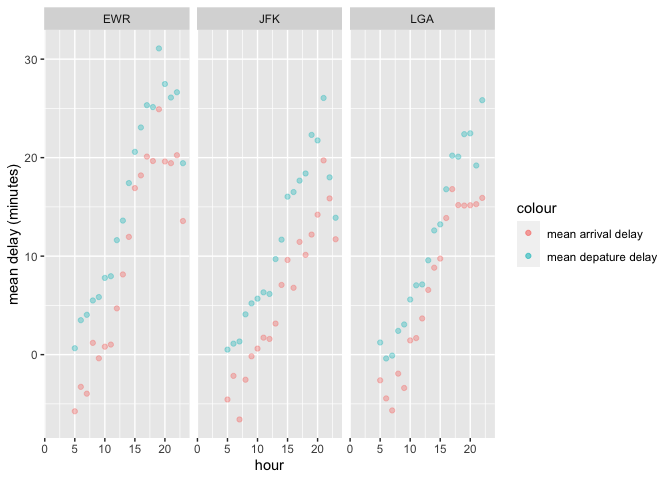 EWR JFK LGA
30
20
10
0
mean delay (minutes)
0 5 10 15 20 0 5 10 15 20 0 5 10 15 20
hour
colour
mean arrival delay
mean depature delay